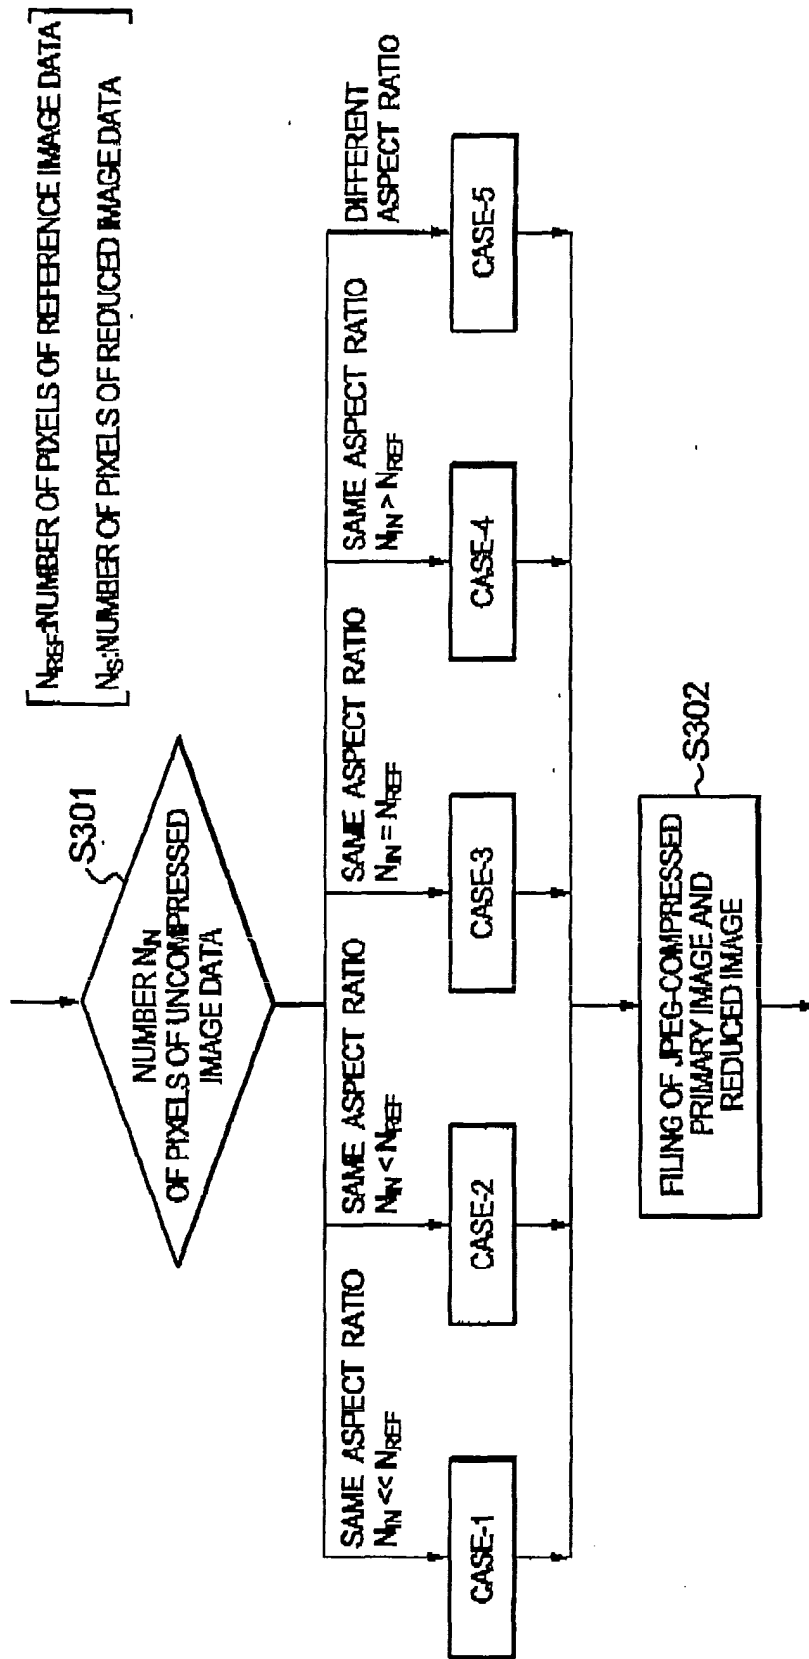 N_REF:NUMBER OF PIXELS OF REFERENCE IMAGE DATA
N_S:NUMBER OF PIXELS OF REDUCED IMAGE DATA
S301
NUMBER N_IN
OF PIXELS OF UNCOMPRESSED
IMAGE DATA
SAME ASPECT RATIO
N_IN << N_REF
SAME ASPECT RATIO
N_IN < N_REF
SAME ASPECT RATIO
N_IN = N_REF
SAME ASPECT RATIO
N_IN > N_REF
DIFFERENT
ASPECT RATIO
CASE-1
CASE-2
CASE-3
CASE-4
CASE-5
S302
FILING OF JPEG-COMPRESSED
PRIMARY IMAGE AND
REDUCED IMAGE